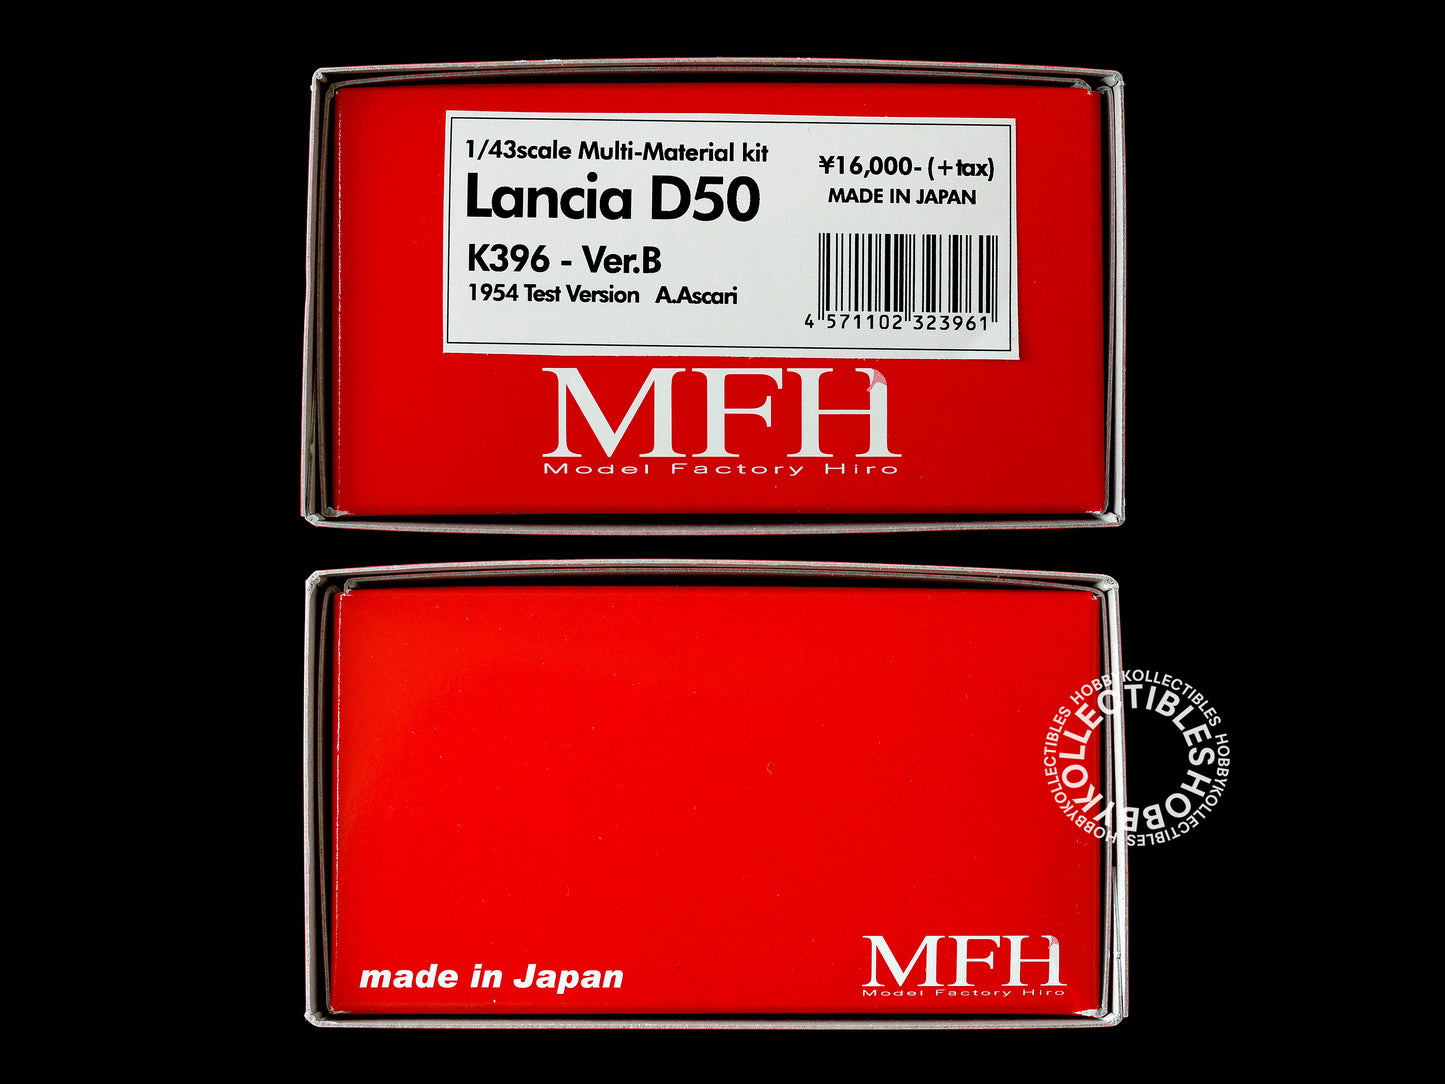 1/43scale Multi-Material kit
Lancia D50
K396 - Ver.B
1954 Test Version A.Ascari
¥16,000- (+tax)
MADE IN JAPAN
4 571102 323961
MFH
Model Factory Hiro
HOBBYKOLLECTIBLES HOBBYKOLLECTIBLES HOBBYKOLLECTIBLES
HOBBYKOLLECTIBLES
made in Japan
MFH
Model Factory Hiro